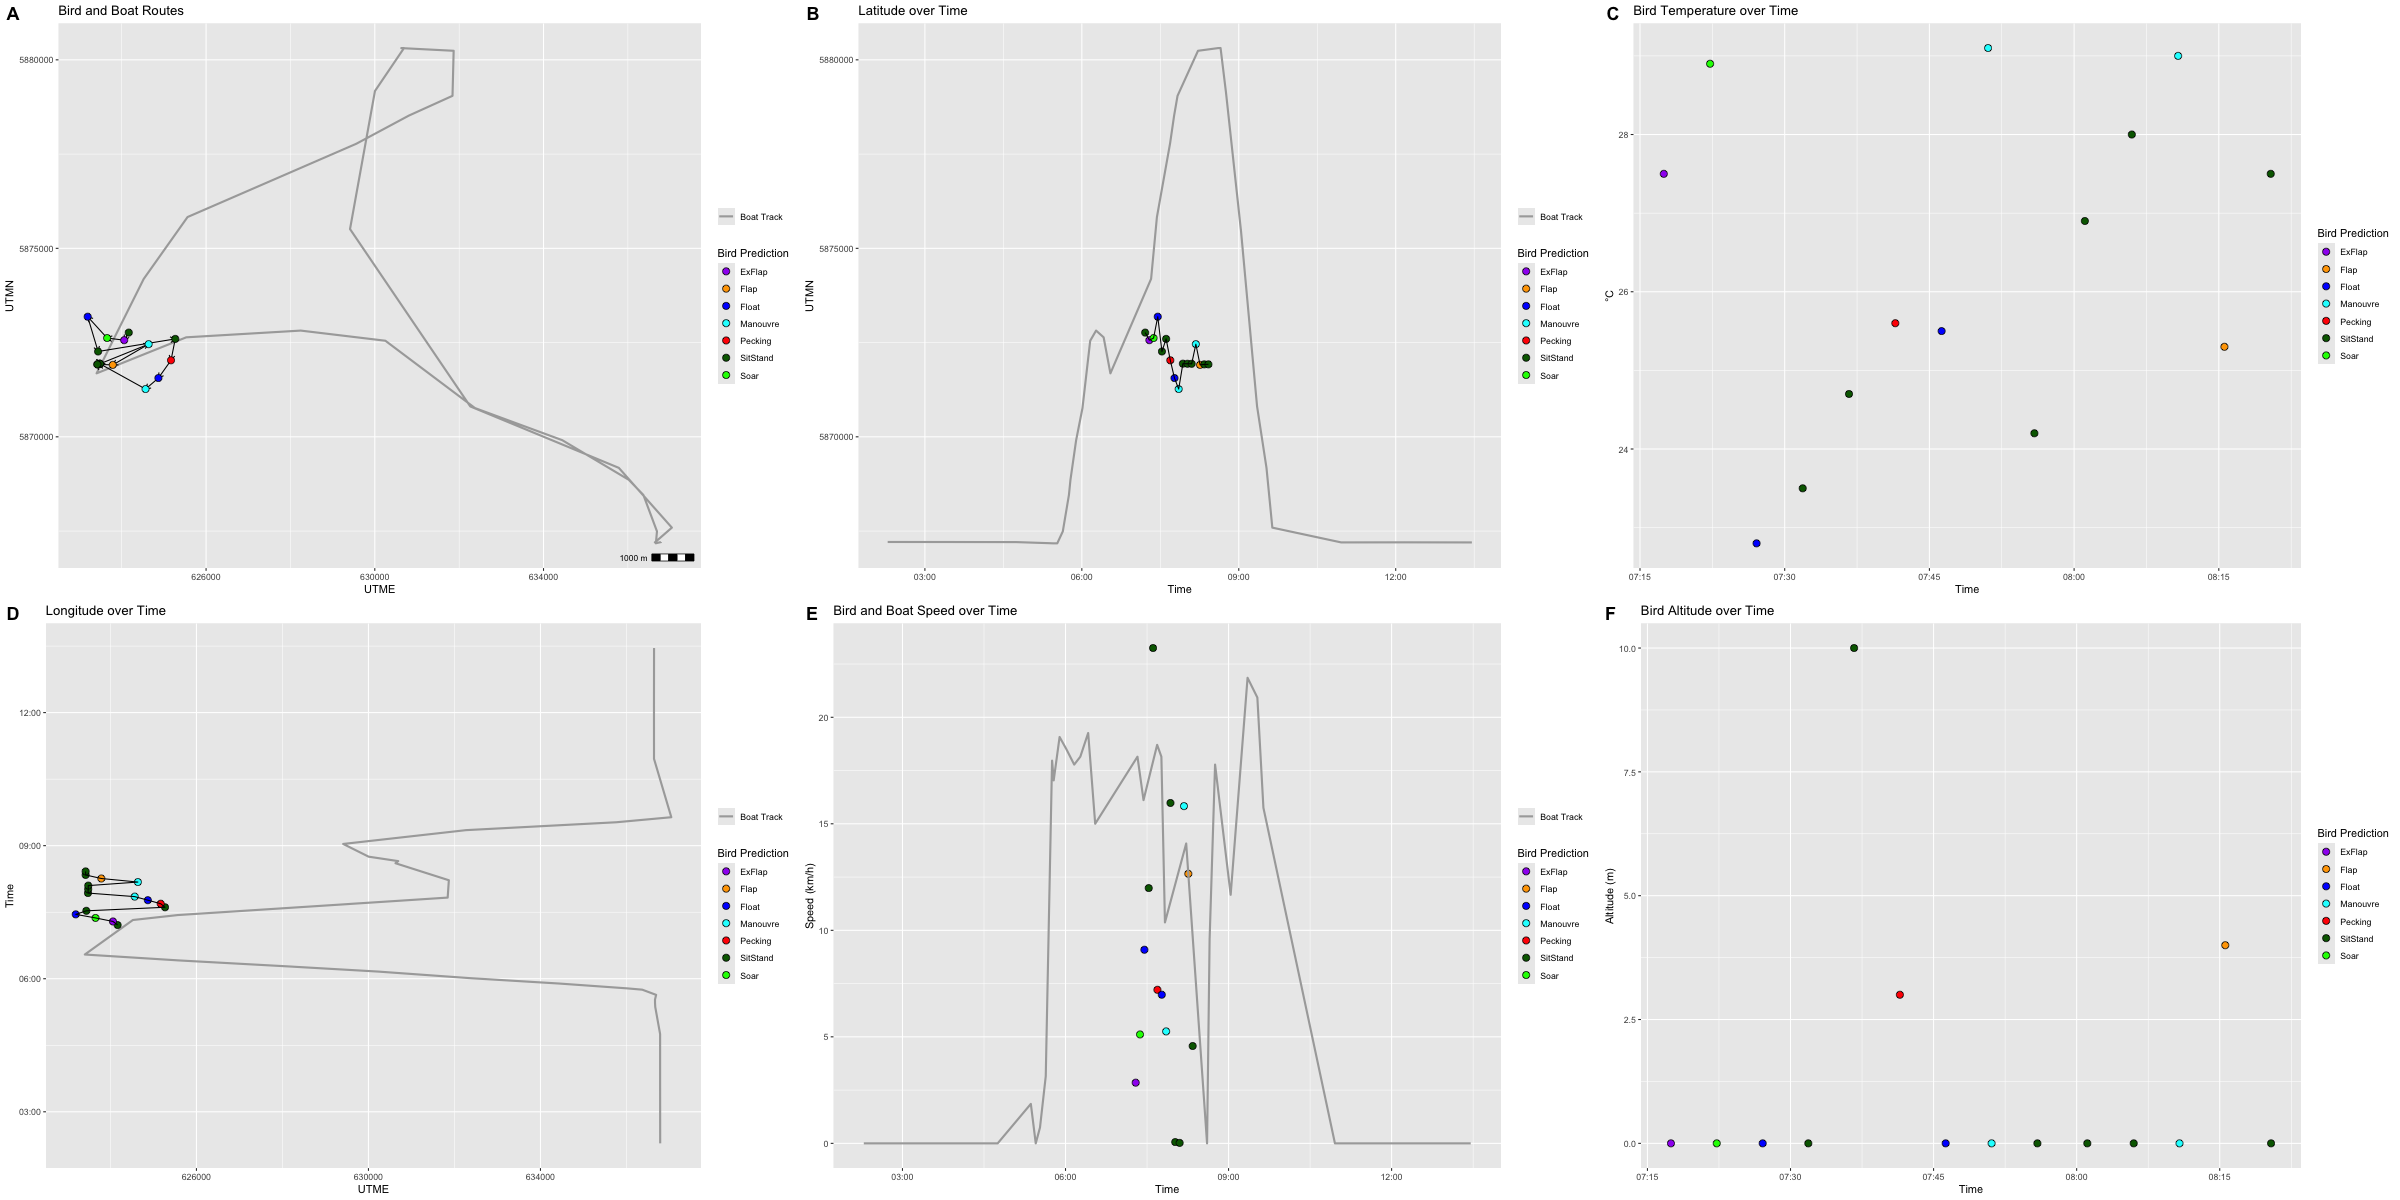 A
Bird and Boat Routes
5880000
5875000
5870000
UTMN
626000
630000
634000
UTME
1000 m
Boat Track
Bird Prediction
ExFlap
Flap
Float
Manouvre
Pecking
SitStand
Soar
B
Latitude over Time
5880000
5875000
5870000
UTMN
03:00
06:00
09:00
12:00
Time
Boat Track
Bird Prediction
ExFlap
Flap
Float
Manouvre
Pecking
SitStand
Soar
C
Bird Temperature over Time
28
26
24
°C
07:15
07:30
07:45
08:00
08:15
Time
Bird Prediction
ExFlap
Flap
Float
Manouvre
Pecking
SitStand
Soar
D
Longitude over Time
12:00
09:00
06:00
03:00
Time
626000
630000
634000
UTME
Boat Track
Bird Prediction
ExFlap
Flap
Float
Manouvre
Pecking
SitStand
Soar
E
Bird and Boat Speed over Time
20
15
10
5
0
Speed (km/h)
03:00
06:00
09:00
12:00
Time
Boat Track
Bird Prediction
ExFlap
Flap
Float
Manouvre
Pecking
SitStand
Soar
F
Bird Altitude over Time
10.0
7.5
5.0
2.5
0.0
Altitude (m)
07:15
07:30
07:45
08:00
08:15
Time
Bird Prediction
ExFlap
Flap
Float
Manouvre
Pecking
SitStand
Soar